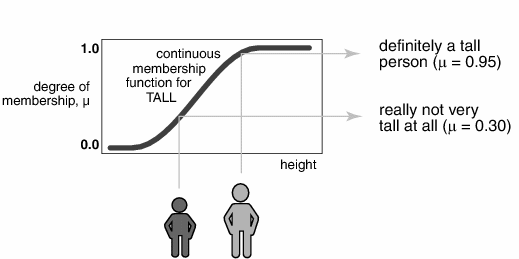 1.0
continuous
membership
function for
TALL
degree of
membership, μ
0.0
height
definitely a tall
person (μ = 0.95)
really not very
tall at all (μ = 0.30)